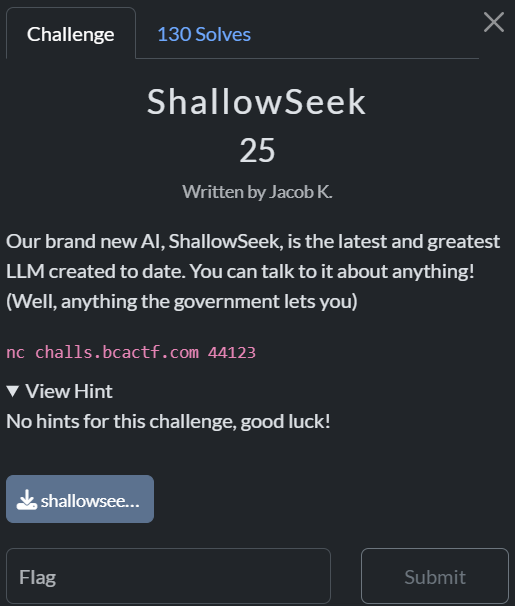 Challenge
130 Solves
ShallowSeek
25
Written by Jacob K.
Our brand new AI, ShallowSeek, is the latest and greatest
LLM created to date. You can talk to it about anything!
(Well, anything the government lets you)
nc challs.bcactf.com 44123
▼ View Hint
No hints for this challenge, good luck!
shallowsee...
Flag
Submit